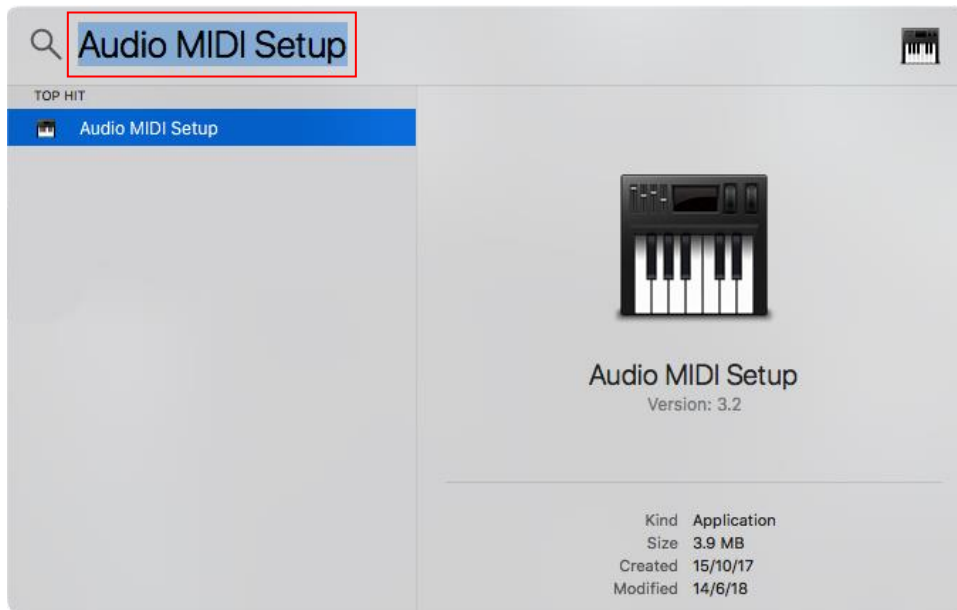 Audio MIDI Setup
TOP HIT
Audio MIDI Setup
Audio MIDI Setup
Version: 3.2
Kind Application
Size 3.9 MB
Created 15/10/17
Modified 14/6/18